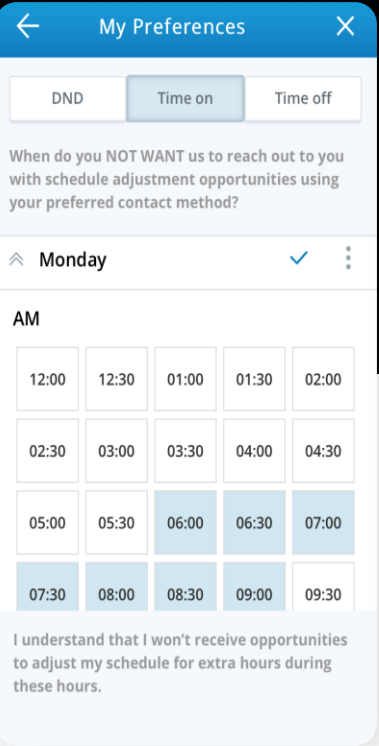 My Preferences
DND Time on Time off
When do you NOT WANT us to reach out to you
with schedule adjustment opportunities using
your preferred contact method?
Monday
AM
12:00 12:30 01:00 01:30 02:00
02:30 03:00 03:30 04:00 04:30
05:00 05:30 06:00 06:30 07:00
07:30 08:00 08:30 09:00 09:30
I understand that I won't receive opportunities
to adjust my schedule for extra hours during
these hours.